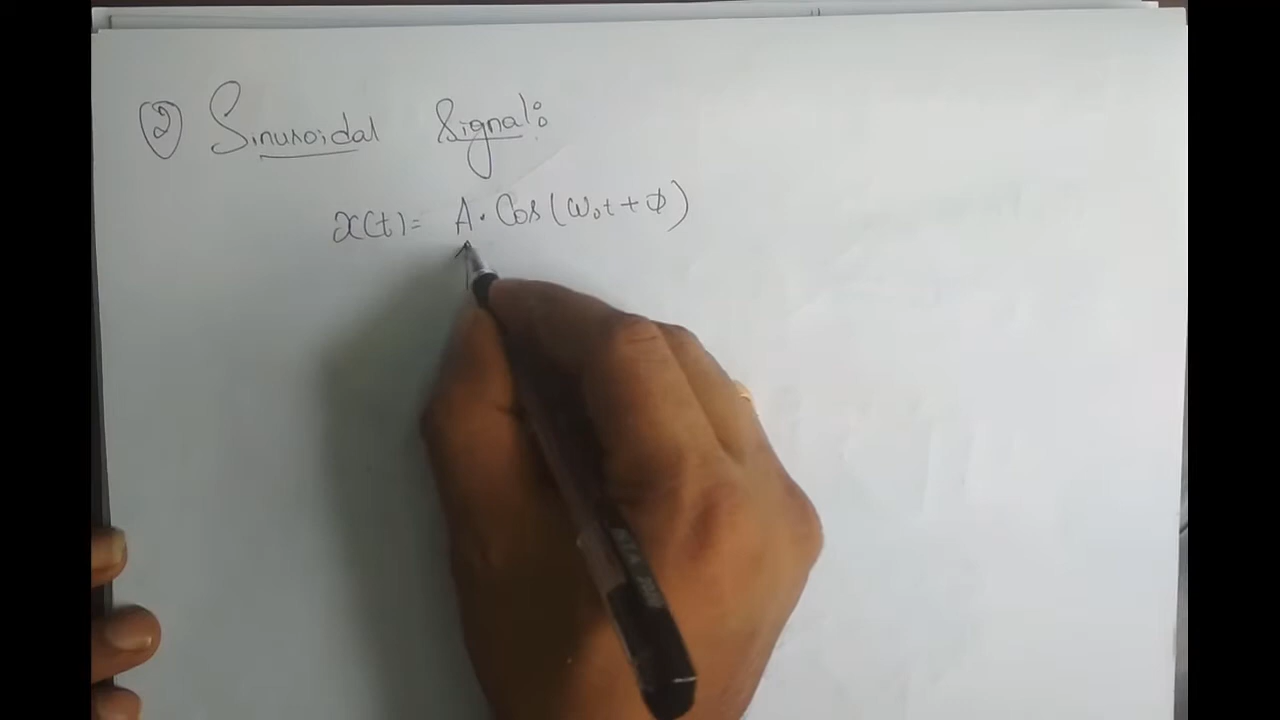 ② Sinusoidal Signal:
x(t) = A. Cos(ω₀t + φ)